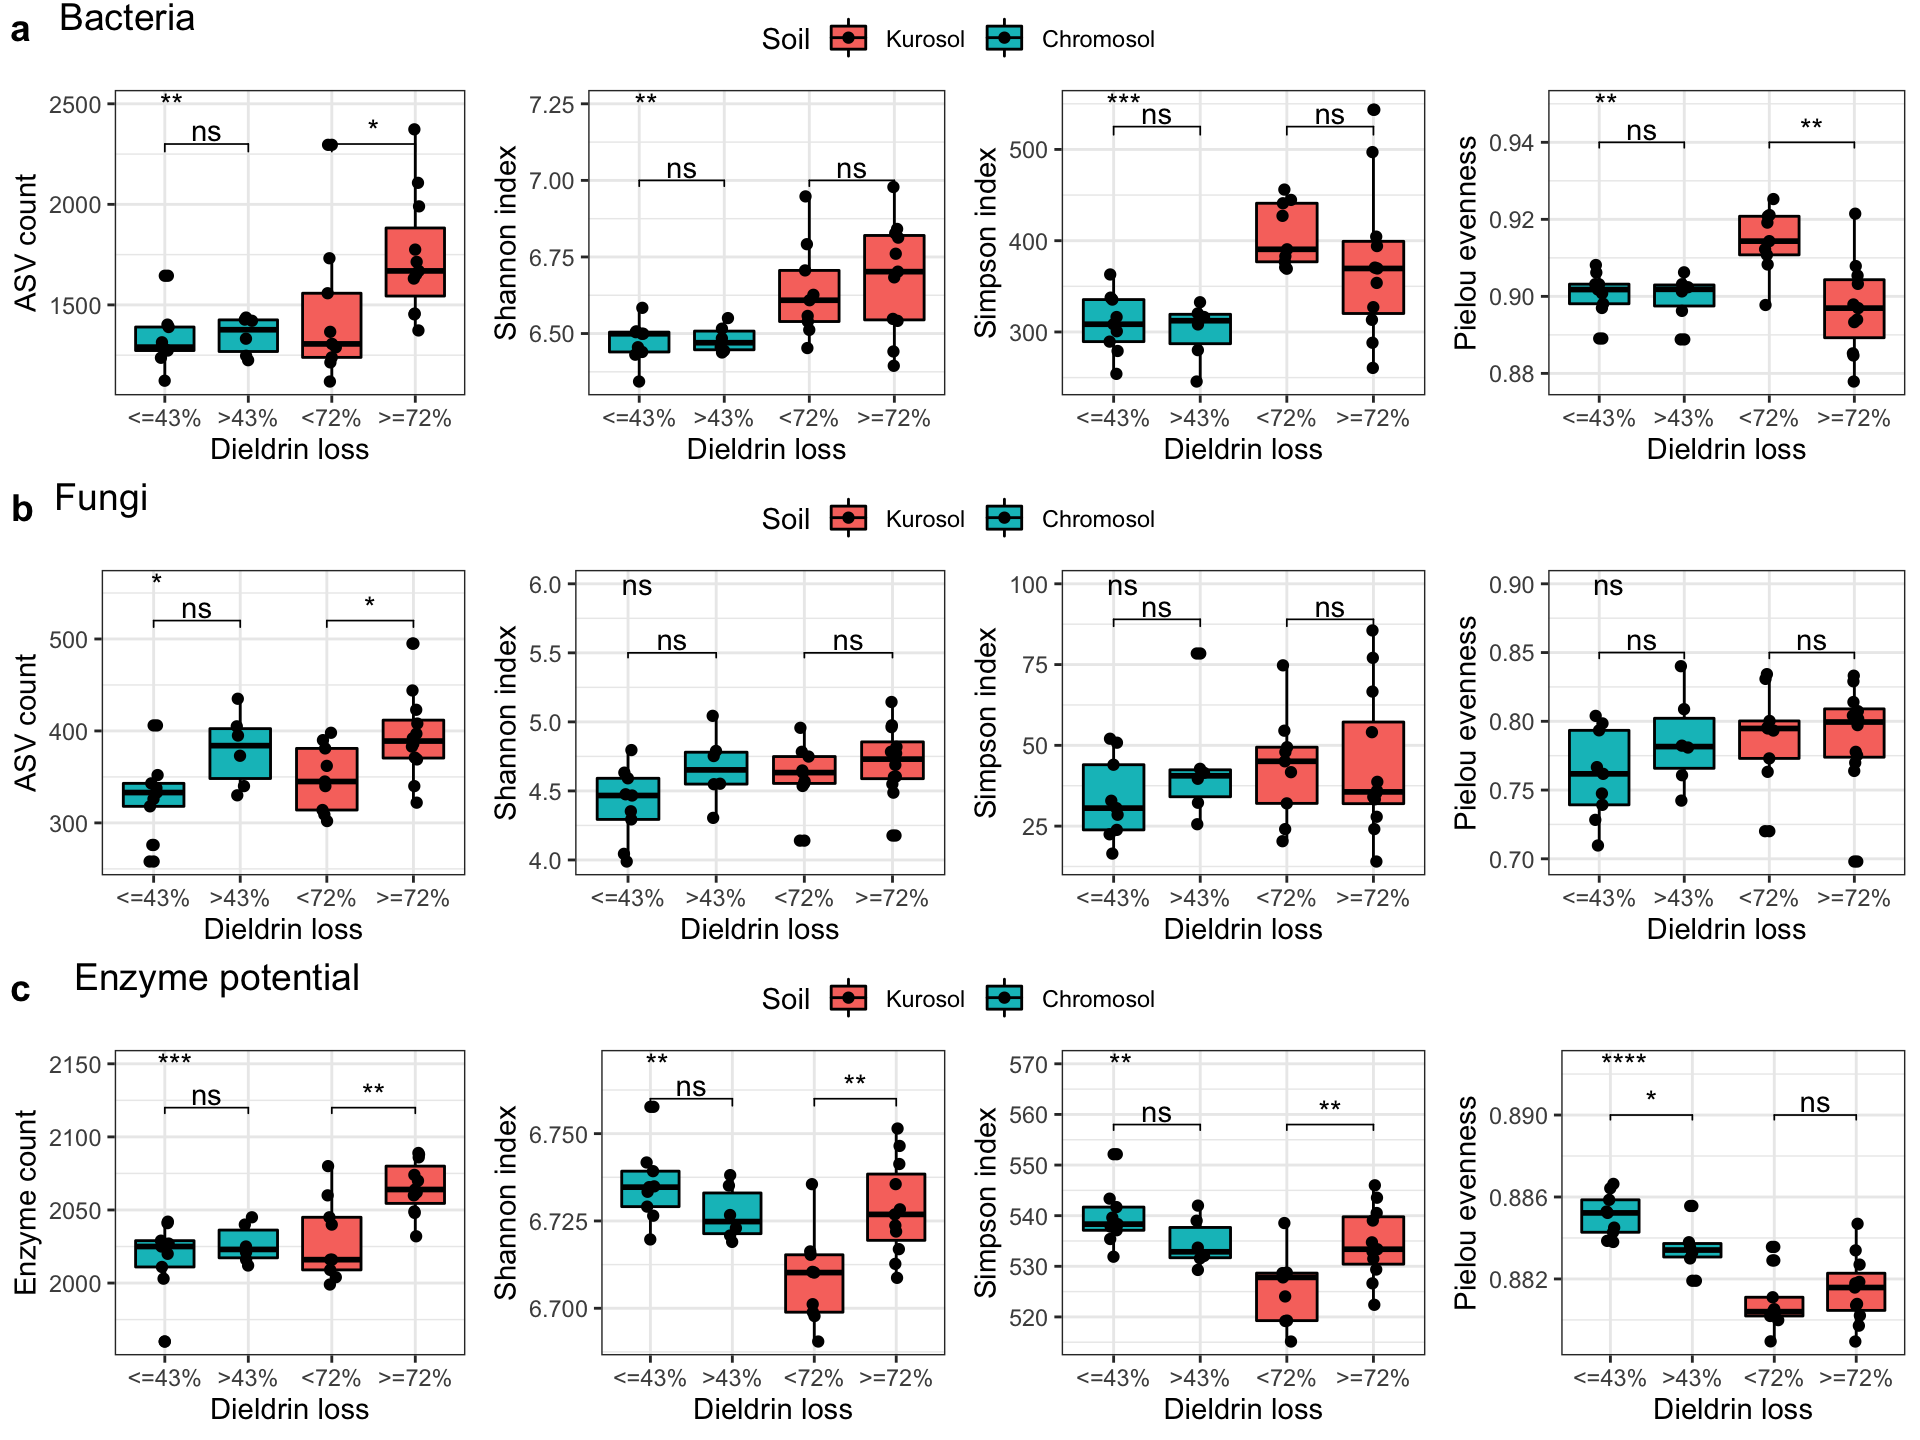 a Bacteria
Soil Kurosol Chromosol
ASV count
2500
2000
1500
**
ns
*
<=43% >43% <72% >=72%
Dieldrin loss
Shannon index
7.25
7.00
6.75
6.50
**
ns
ns
<=43% >43% <72% >=72%
Dieldrin loss
Simpson index
500
400
300
***
ns
ns
<=43% >43% <72% >=72%
Dieldrin loss
Pielou evenness
0.94
0.92
0.90
0.88
**
ns
**
<=43% >43% <72% >=72%
Dieldrin loss
b Fungi
Soil Kurosol Chromosol
ASV count
500
400
300
*
ns
*
<=43% >43% <72% >=72%
Dieldrin loss
Shannon index
6.0
5.5
5.0
4.5
4.0
ns
ns
ns
<=43% >43% <72% >=72%
Dieldrin loss
Simpson index
100
75
50
25
ns
ns
ns
<=43% >43% <72% >=72%
Dieldrin loss
Pielou evenness
0.90
0.85
0.80
0.75
0.70
ns
ns
ns
<=43% >43% <72% >=72%
Dieldrin loss
c Enzyme potential
Soil Kurosol Chromosol
Enzyme count
2150
2100
2050
2000
***
ns
**
<=43% >43% <72% >=72%
Dieldrin loss
Shannon index
6.750
6.725
6.700
**
ns
**
<=43% >43% <72% >=72%
Dieldrin loss
Simpson index
570
560
550
540
530
520
**
ns
**
<=43% >43% <72% >=72%
Dieldrin loss
Pielou evenness
0.890
0.886
0.882
****
*
ns
<=43% >43% <72% >=72%
Dieldrin loss